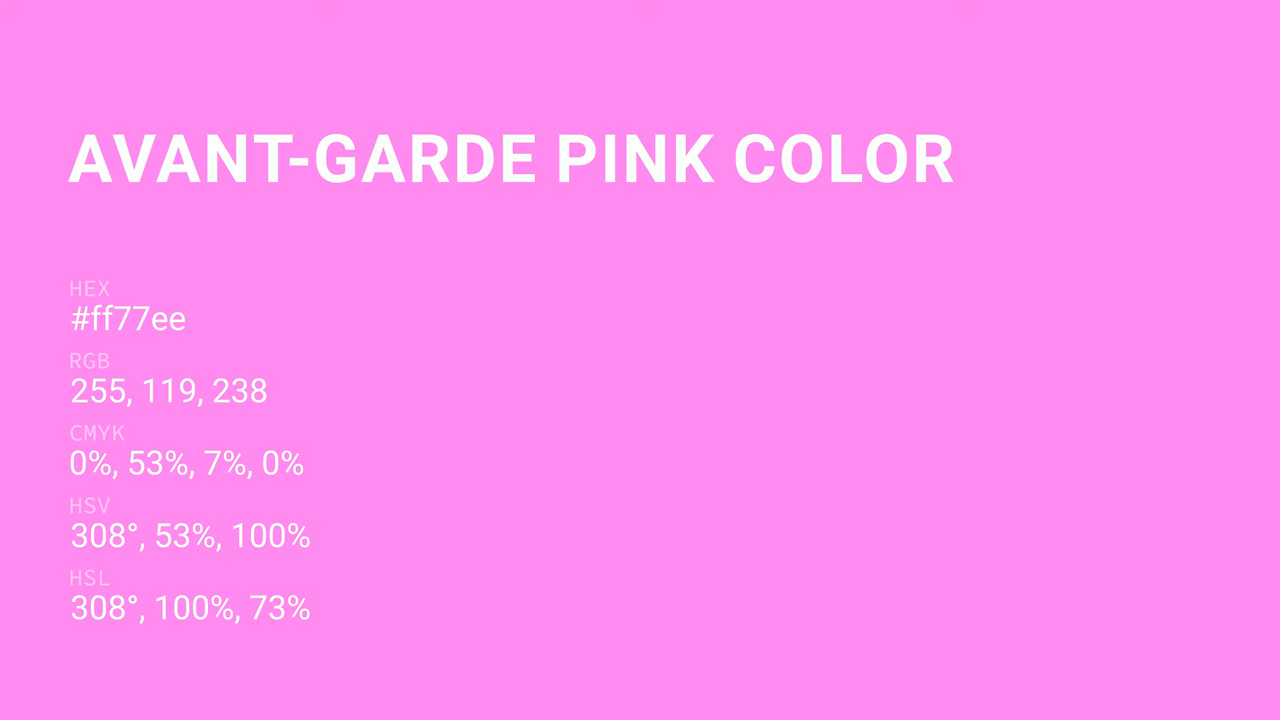 AVANT-GARDE PINK COLOR
HEX
#ff77ee
RGB
255, 119, 238
CMYK
0%, 53%, 7%, 0%
HSV
308°, 53%, 100%
HSL
308°, 100%, 73%